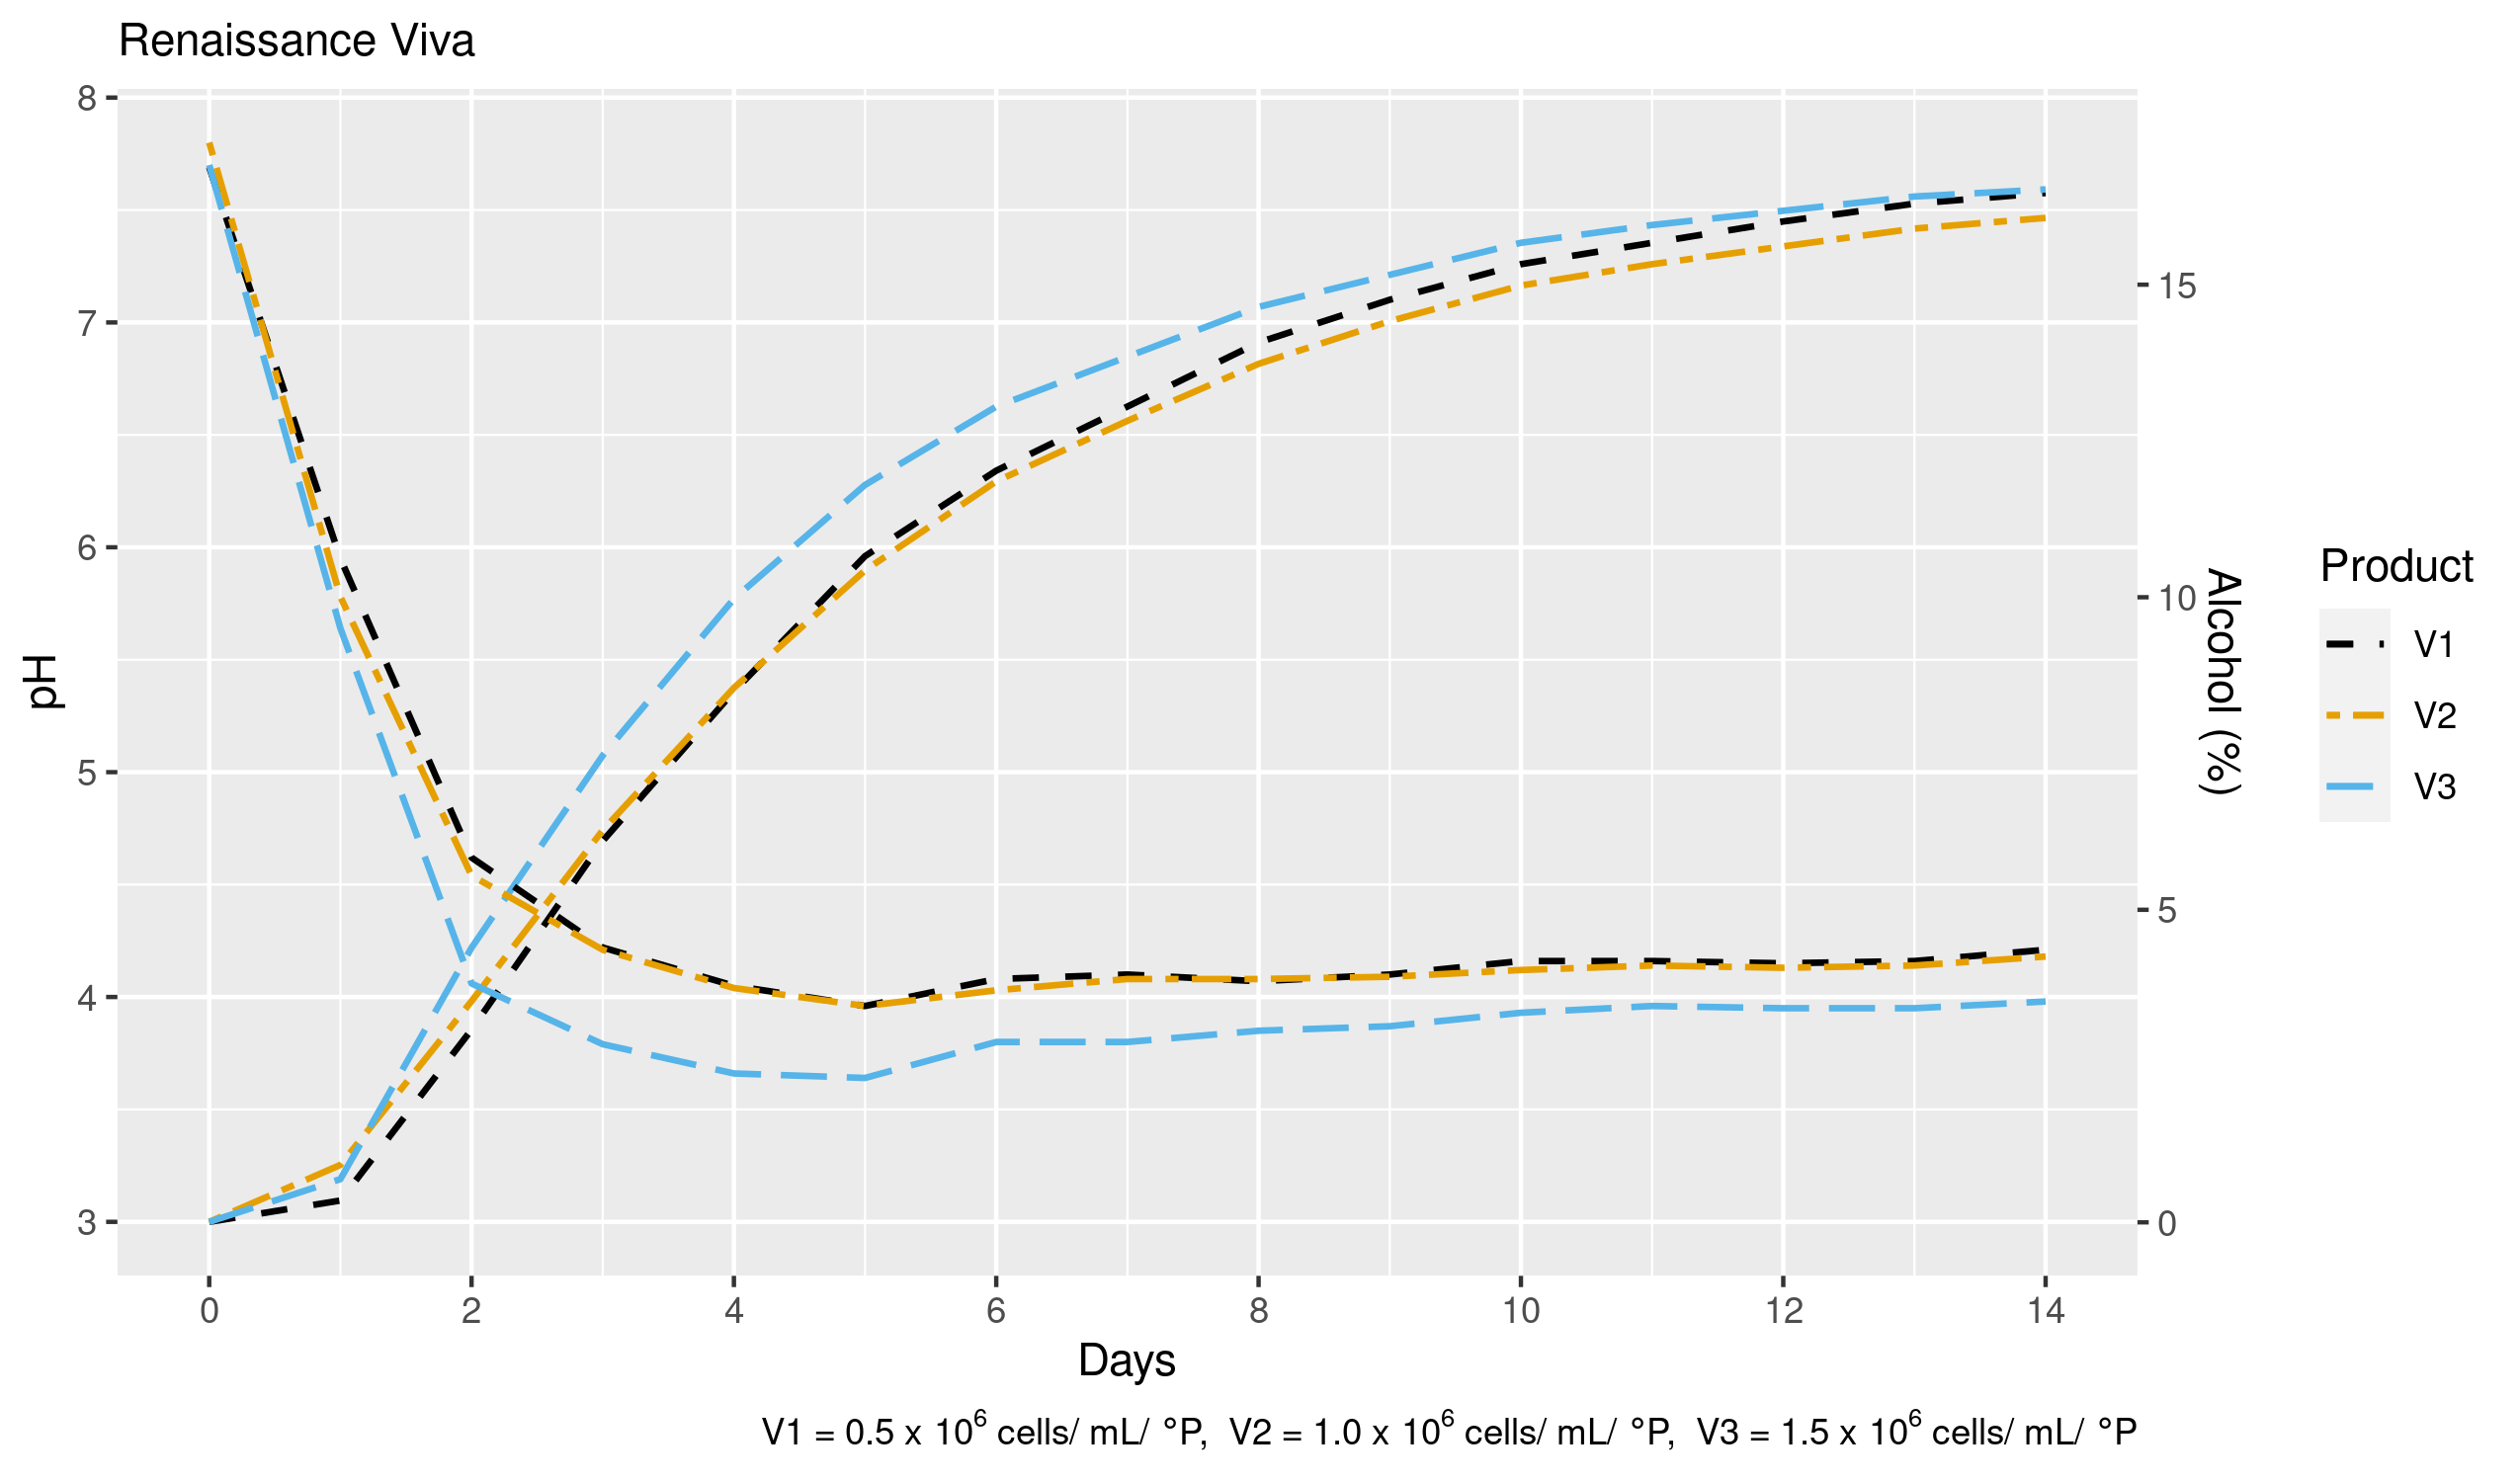 Renaissance Viva
8
7
6
5
4
3
pH
15
10
5
0
Alcohol (%)
Product
V1
V2
V3
0 2 4 6 8 10 12 14
Days
V1 = 0.5 x 10⁶ cells/ mL/ °P, V2 = 1.0 x 10⁶ cells/ mL/ °P, V3 = 1.5 x 10⁶ cells/ mL/ °P